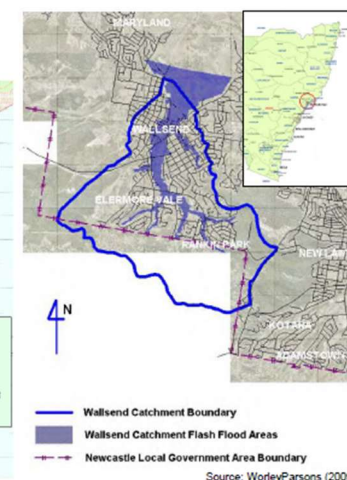 MARYLAND
WALLSEND
ELERMORE VALE
RANKIN PARK
NEW LAM
KOTARA
ADAMSTOWN
N
Wallsend Catchment Boundary
Wallsend Catchment Flash Flood Areas
Newcastle Local Government Area Boundary
Source: WorleyParsons (200